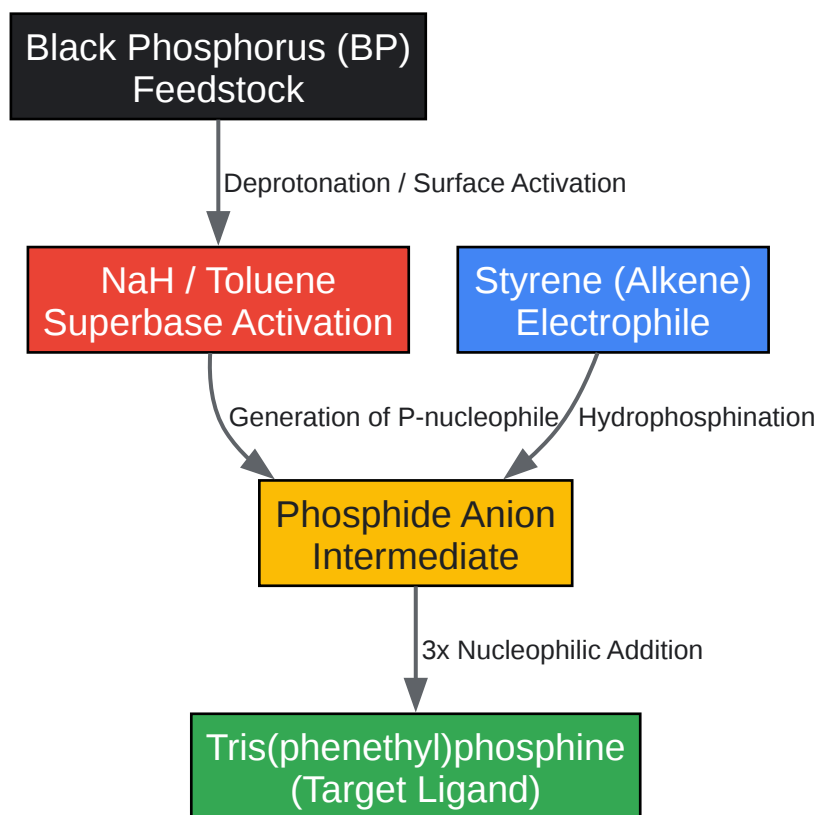 Black Phosphorus (BP)
Feedstock
Deprotonation / Surface Activation
NaH / Toluene
Superbase Activation
Styrene (Alkene)
Electrophile
Generation of P-nucleophile
Hydrophosphination
Phosphide Anion
Intermediate
3x Nucleophilic Addition
Tris(phenethyl)phosphine
(Target Ligand)